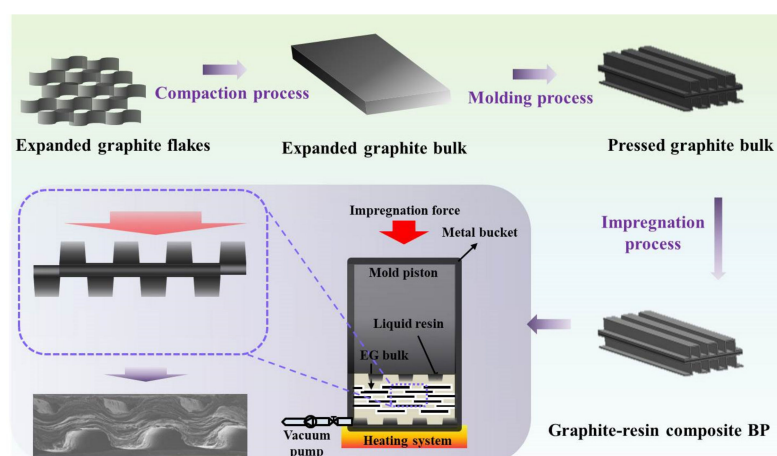 Compaction process
Molding process
Expanded graphite flakes
Expanded graphite bulk
Pressed graphite bulk
Impregnation
process
Impregnation force
Metal bucket
Mold piston
Liquid resin
EG bulk
Vacuum
pump
Heating system
Graphite-resin composite BP